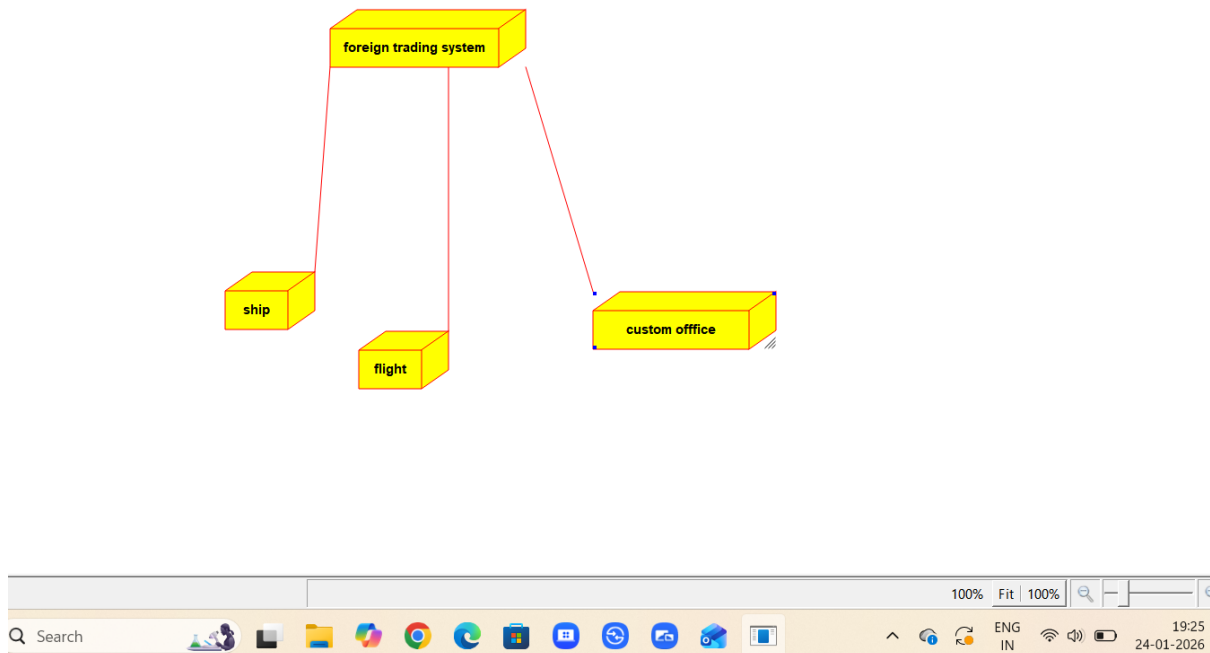 foreign trading system
ship
custom offfice
flight
100% Fit 100%
Search
ENG
IN
19:25
24-01-2026